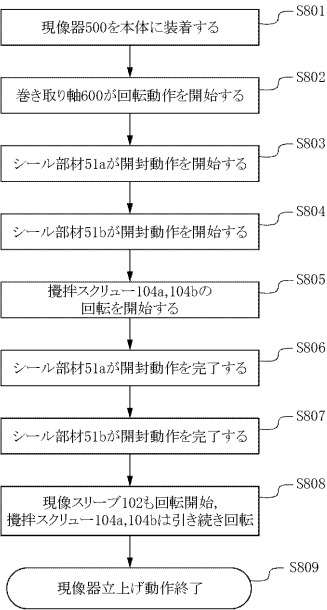 S801
現像器500を本体に装着する
S802
巻き取り軸600が回転動作を開始する
S803
シール部材51aが開封動作を開始する
S804
シール部材51bが開封動作を開始する
S805
攪拌スクリュー104a,104bの
回転を開始する
S806
シール部材51aが開封動作を完了する
S807
シール部材51bが開封動作を完了する
S808
現像スリーブ102も回転開始,
攪拌スクリュー104a,104bは引き続き回転
S809
現像器立上げ動作終了